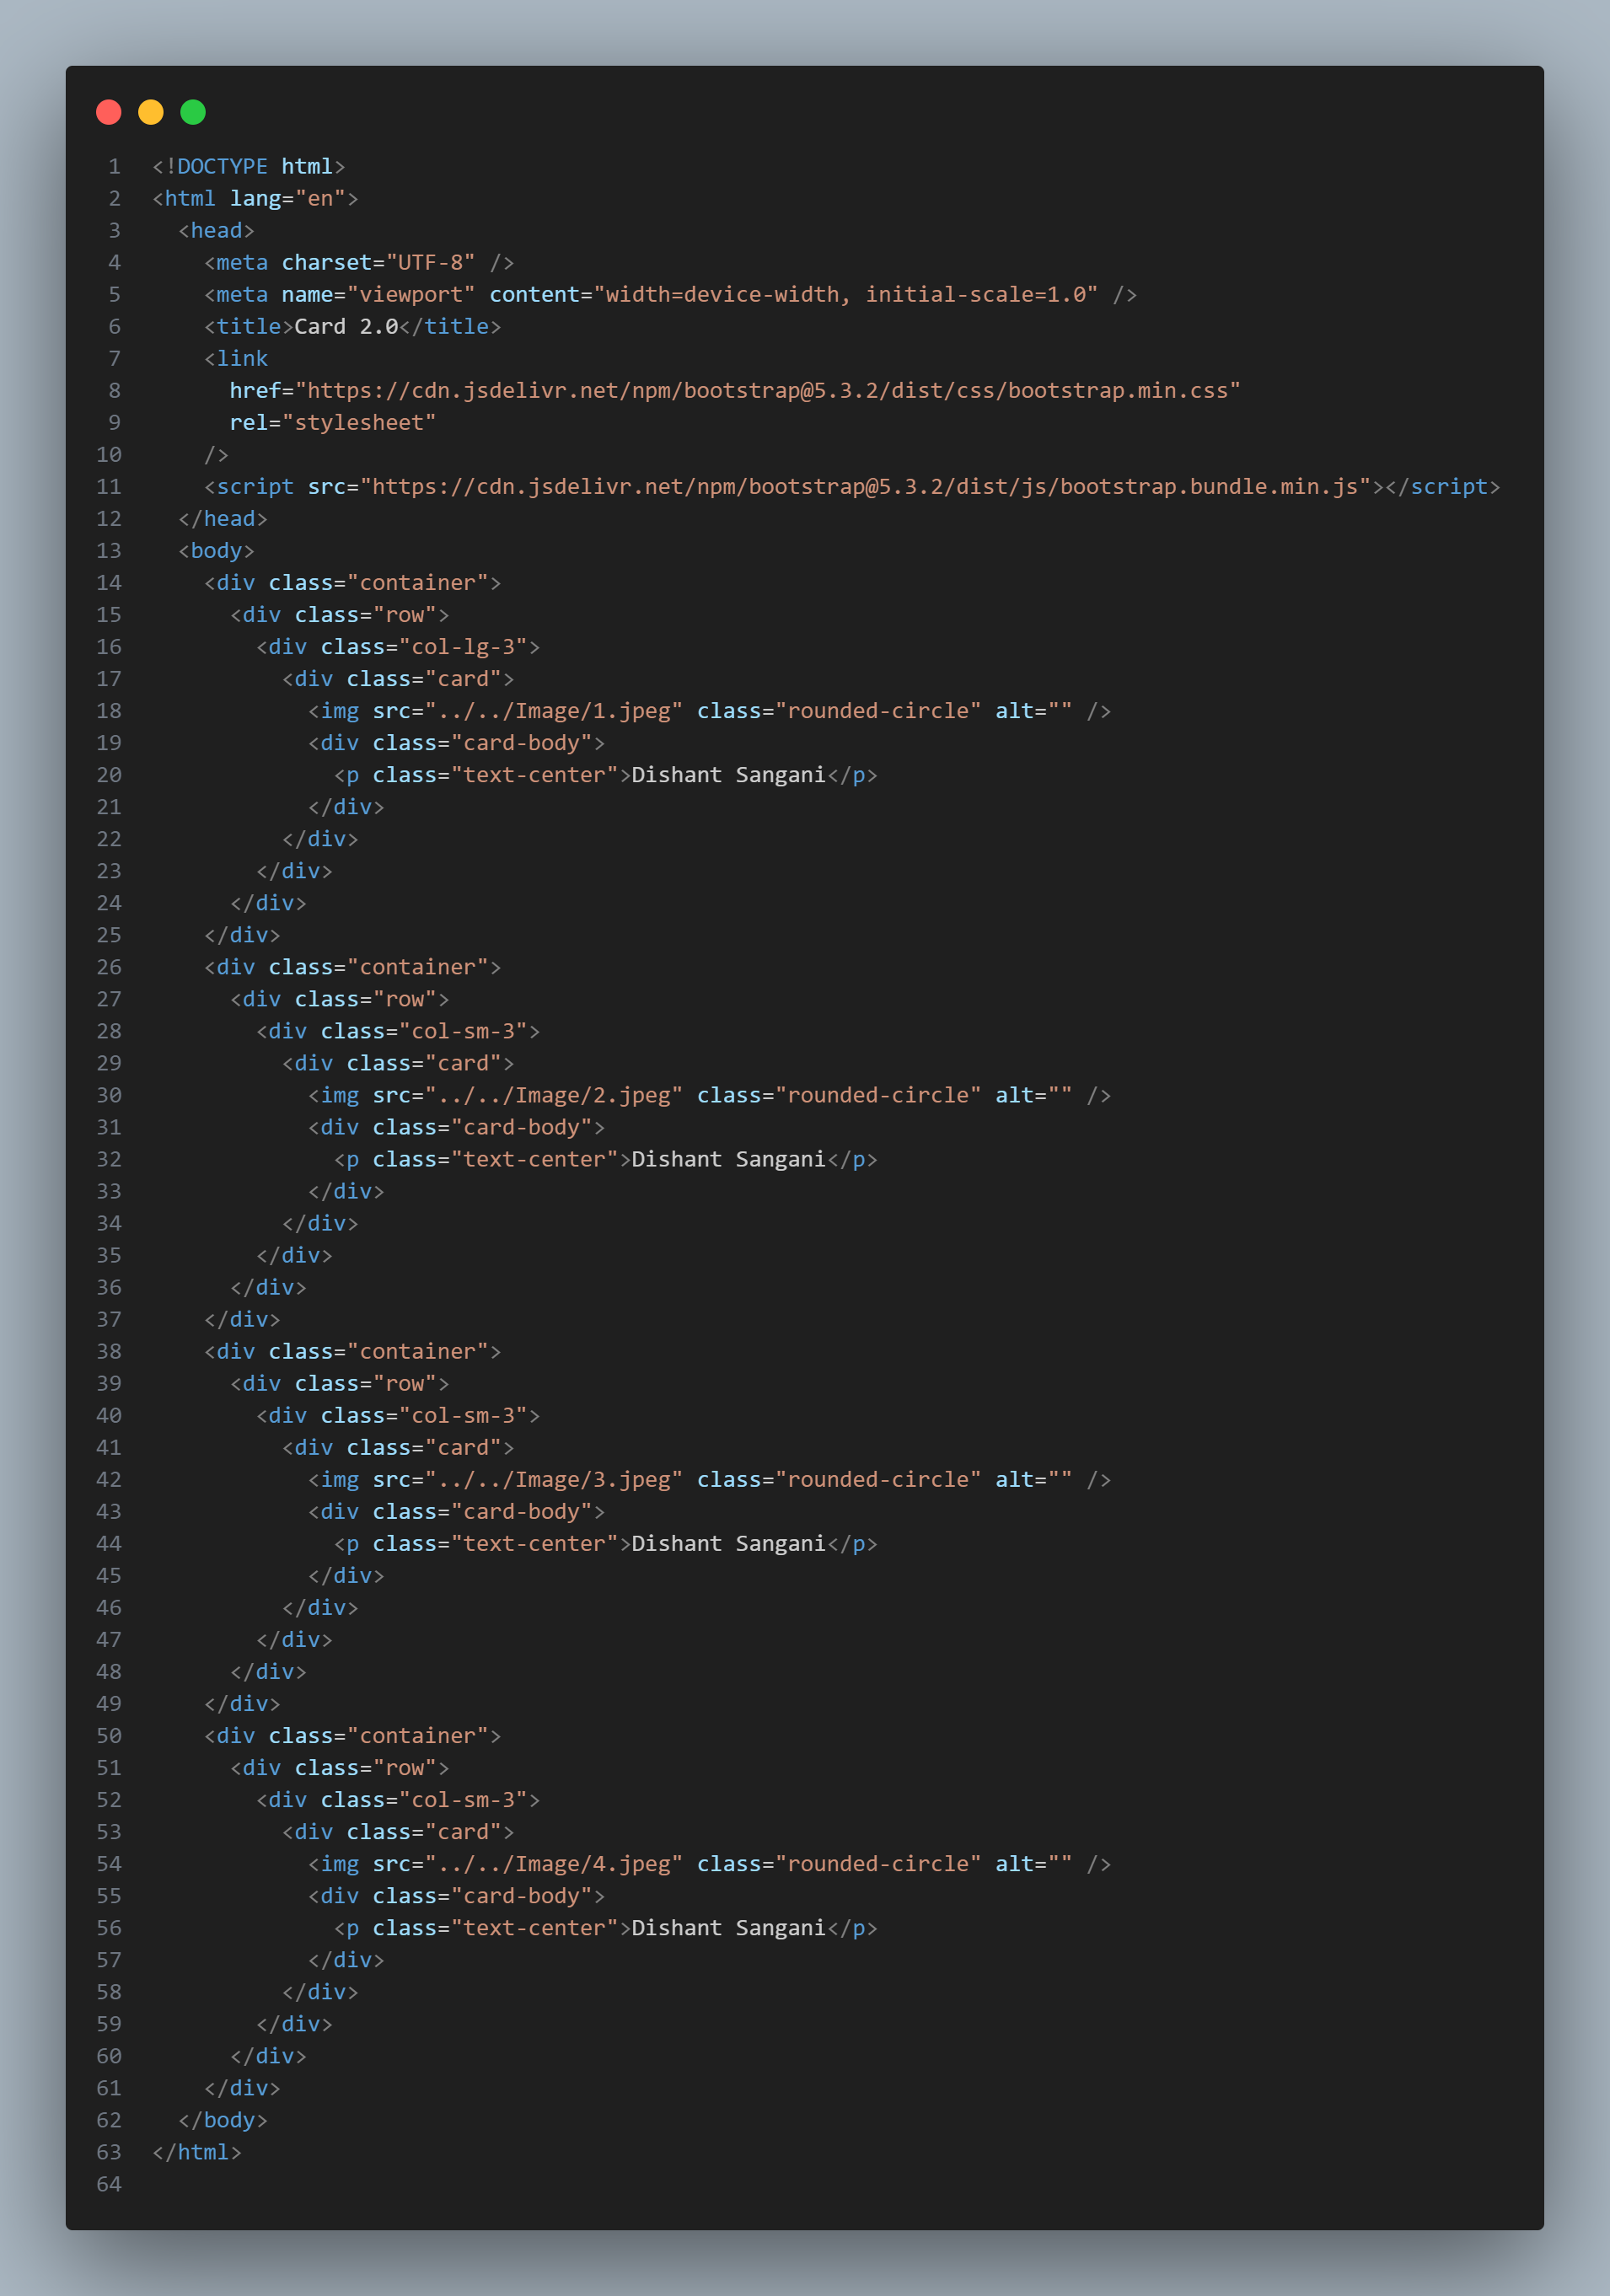 1 <!DOCTYPE html>
2 <html lang="en">
3   <head>
4     <meta charset="UTF-8" />
5     <meta name="viewport" content="width=device-width, initial-scale=1.0" />
6     <title>Card 2.0</title>
7     <link
8       href="https://cdn.jsdelivr.net/npm/bootstrap@5.3.2/dist/css/bootstrap.min.css"
9       rel="stylesheet"
10     />
11     <script src="https://cdn.jsdelivr.net/npm/bootstrap@5.3.2/dist/js/bootstrap.bundle.min.js"></script>
12   </head>
13   <body>
14     <div class="container">
15       <div class="row">
16         <div class="col-lg-3">
17           <div class="card">
18             <img src="../../Image/1.jpeg" class="rounded-circle" alt="" />
19             <div class="card-body">
20               <p class="text-center">Dishant Sangani</p>
21             </div>
22           </div>
23         </div>
24       </div>
25     </div>
26     <div class="container">
27       <div class="row">
28         <div class="col-sm-3">
29           <div class="card">
30             <img src="../../Image/2.jpeg" class="rounded-circle" alt="" />
31             <div class="card-body">
32               <p class="text-center">Dishant Sangani</p>
33             </div>
34           </div>
35         </div>
36       </div>
37     </div>
38     <div class="container">
39       <div class="row">
40         <div class="col-sm-3">
41           <div class="card">
42             <img src="../../Image/3.jpeg" class="rounded-circle" alt="" />
43             <div class="card-body">
44               <p class="text-center">Dishant Sangani</p>
45             </div>
46           </div>
47         </div>
48       </div>
49     </div>
50     <div class="container">
51       <div class="row">
52         <div class="col-sm-3">
53           <div class="card">
54             <img src="../../Image/4.jpeg" class="rounded-circle" alt="" />
55             <div class="card-body">
56               <p class="text-center">Dishant Sangani</p>
57             </div>
58           </div>
59         </div>
60       </div>
61     </div>
62   </body>
63 </html>
64